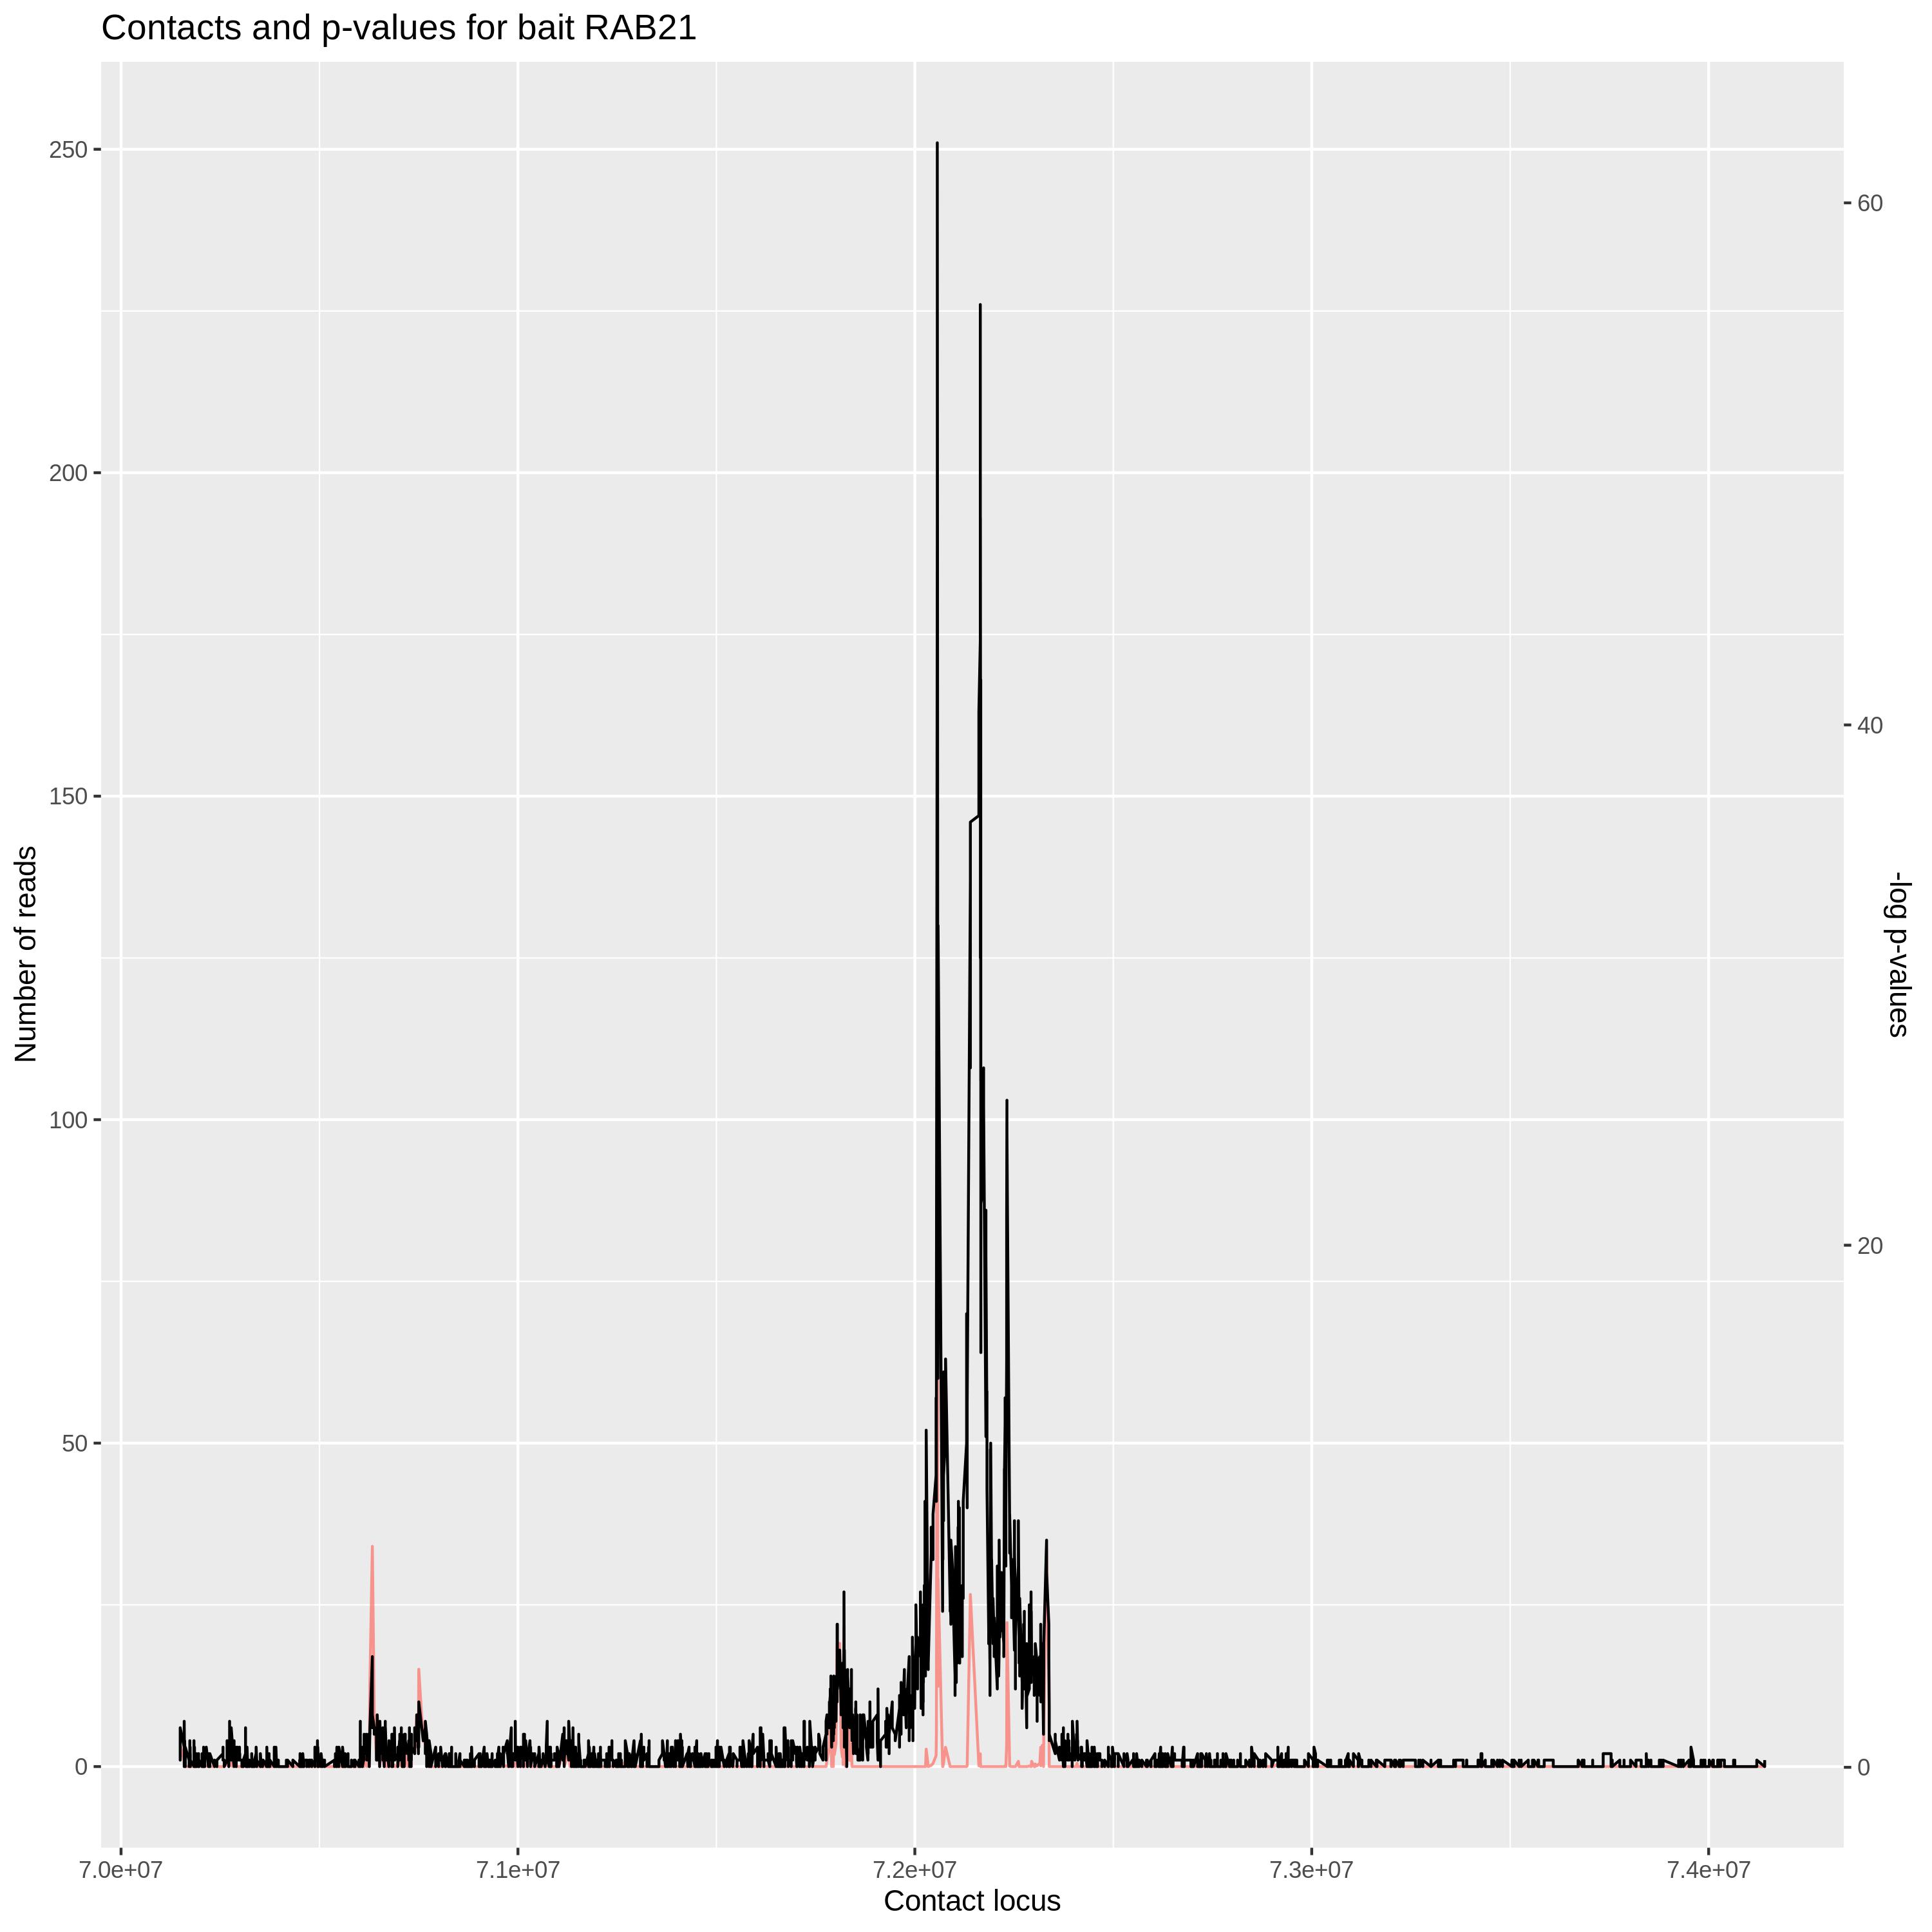 Contacts and p-values for bait RAB21
250
200
150
100
50
0
Number of reads
60
40
20
0
-log p-values
7.0e+07 7.1e+07 7.2e+07 7.3e+07 7.4e+07
Contact locus